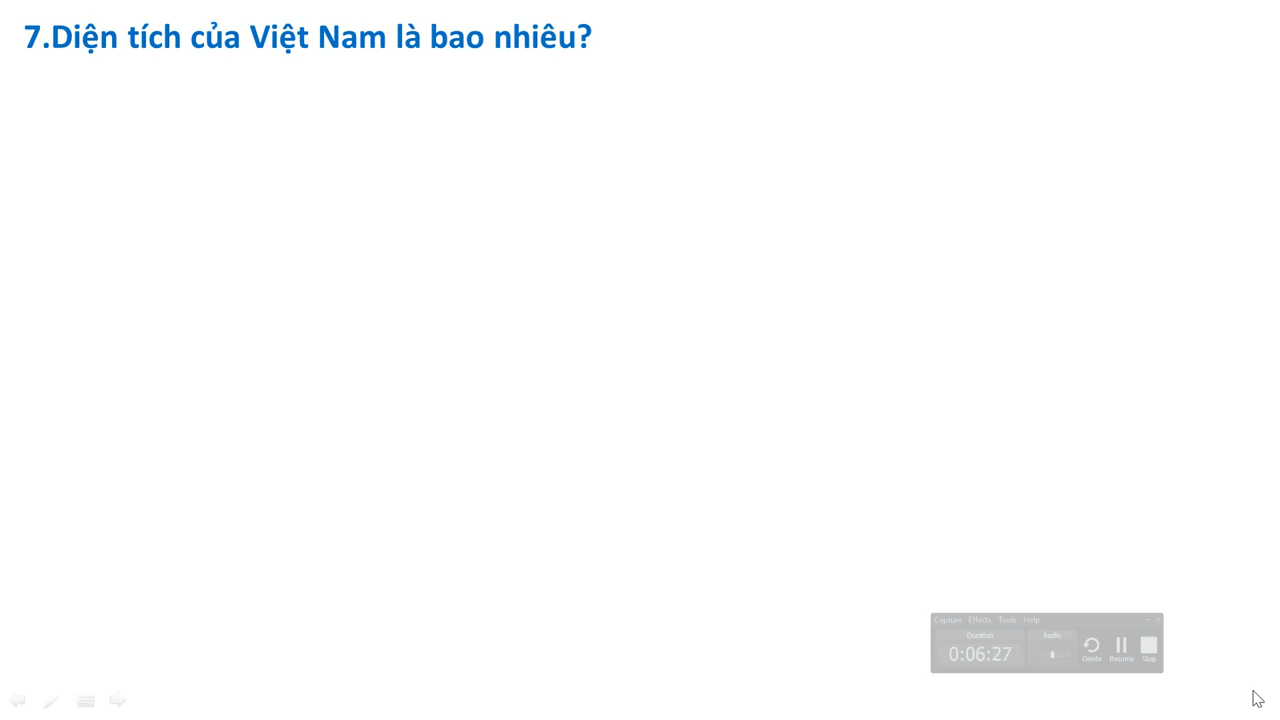 7.Diện tích của Việt Nam là bao nhiêu?
Capture Effects Tools Help
Duration
Audio
0:06:27
Delete Resume Stop